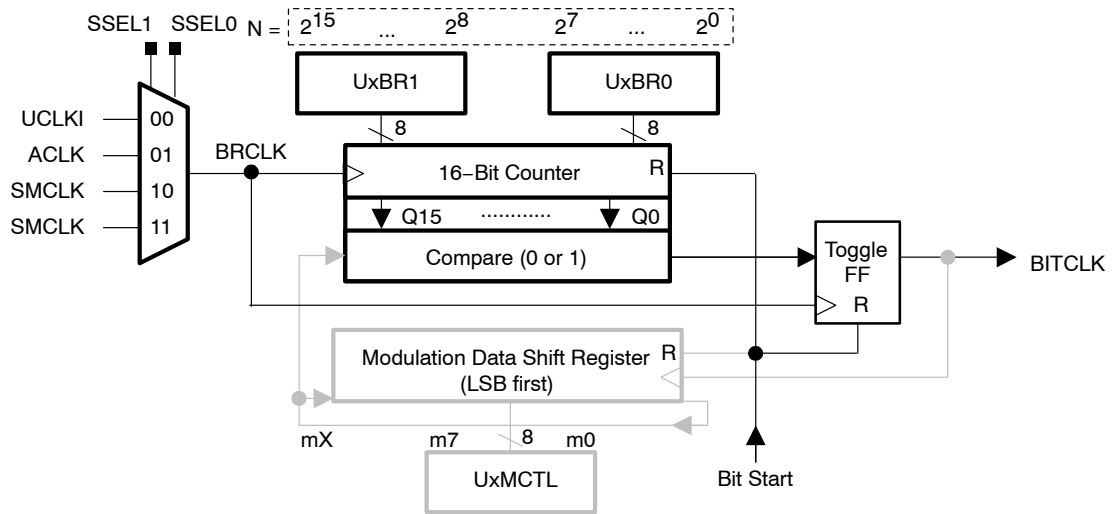 SSEL1 SSEL0 N = 2^15 ... 2^8 2^7 ... 2^0
UxBR1 UxBR0
8 8
UCLKI 00
ACLK 01
SMCLK 10
SMCLK 11
BRCLK
16–Bit Counter R
Q15 ............ Q0
Compare (0 or 1)
Toggle
FF
R
BITCLK
Modulation Data Shift Register R
(LSB first)
mX m7 8 m0
UxMCTL
Bit Start